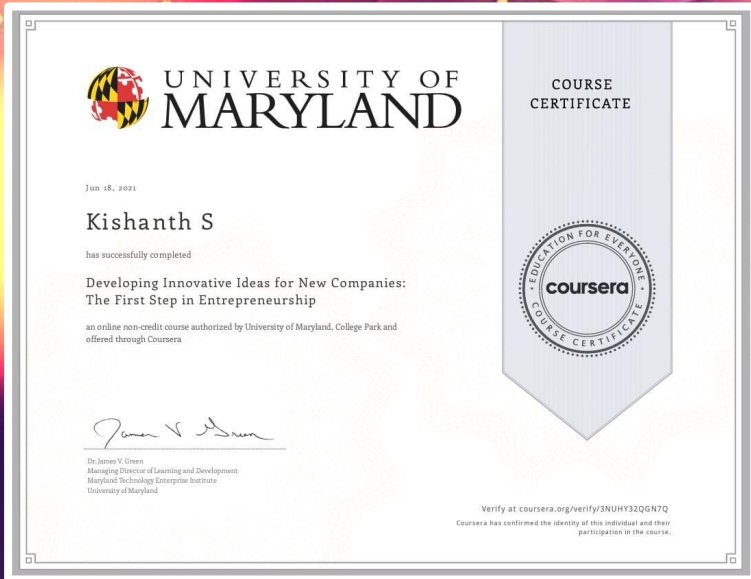 UNIVERSITY OF
MARYLAND
COURSE
CERTIFICATE
Jun 18, 2021
Kishanth S
has successfully completed
Developing Innovative Ideas for New Companies:
The First Step in Entrepreneurship
an online non-credit course authorized by University of Maryland, College Park and
offered through Coursera
EDUCATION FOR EVERYONE
coursera
COURSE CERTIFICATE
James V Green
Dr. James V. Green
Managing Director of Learning and Development
Maryland Technology Enterprise Institute
University of Maryland
Verify at coursera.org/verify/3NUHY32QGN7Q
Coursera has confirmed the identity of this individual and their
participation in the course.